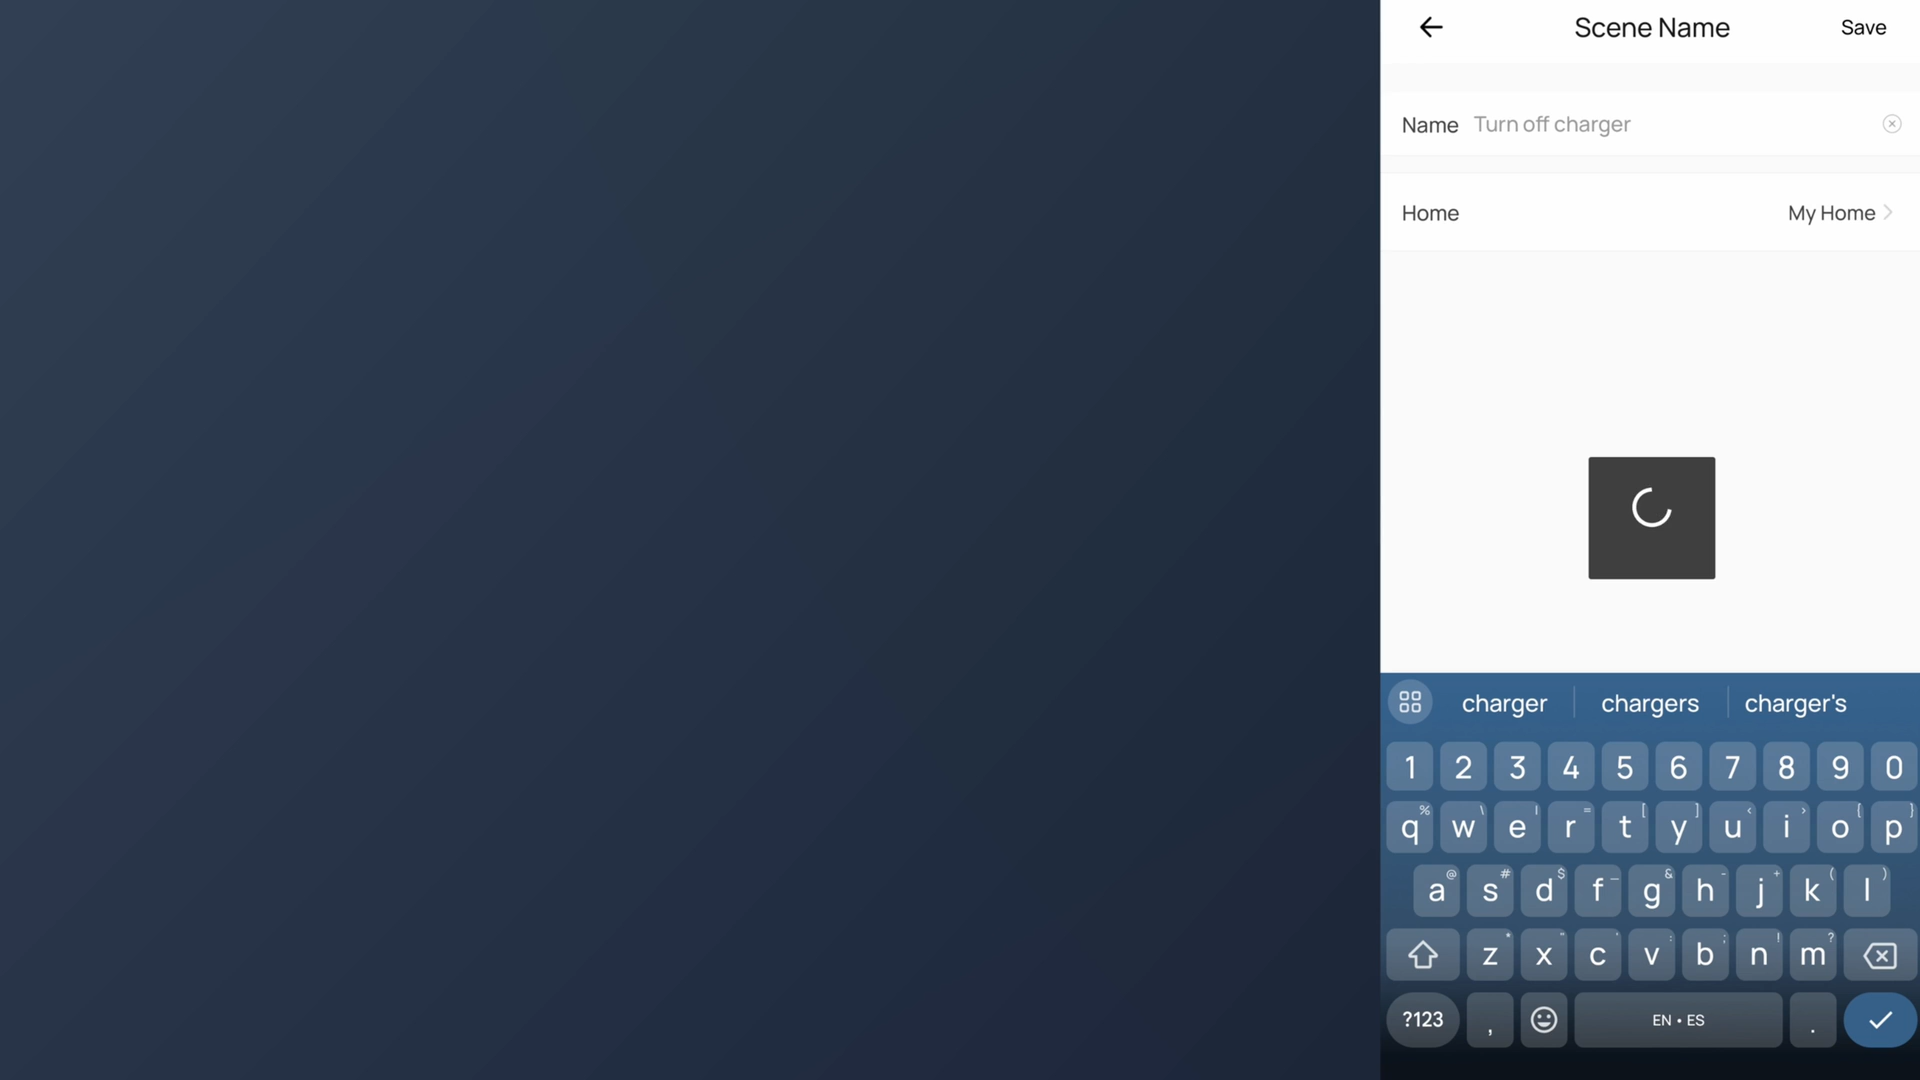 Scene Name
Save
Name Turn off charger
Home My Home
charger chargers charger's
1 2 3 4 5 6 7 8 9 0
% \ | = [ ] < > { }
q w e r t y u i o p
@ # $ _ & - + ( )
a s d f g h j k l
* " ' : ; ! ?
z x c v b n m
?123 , EN • ES .